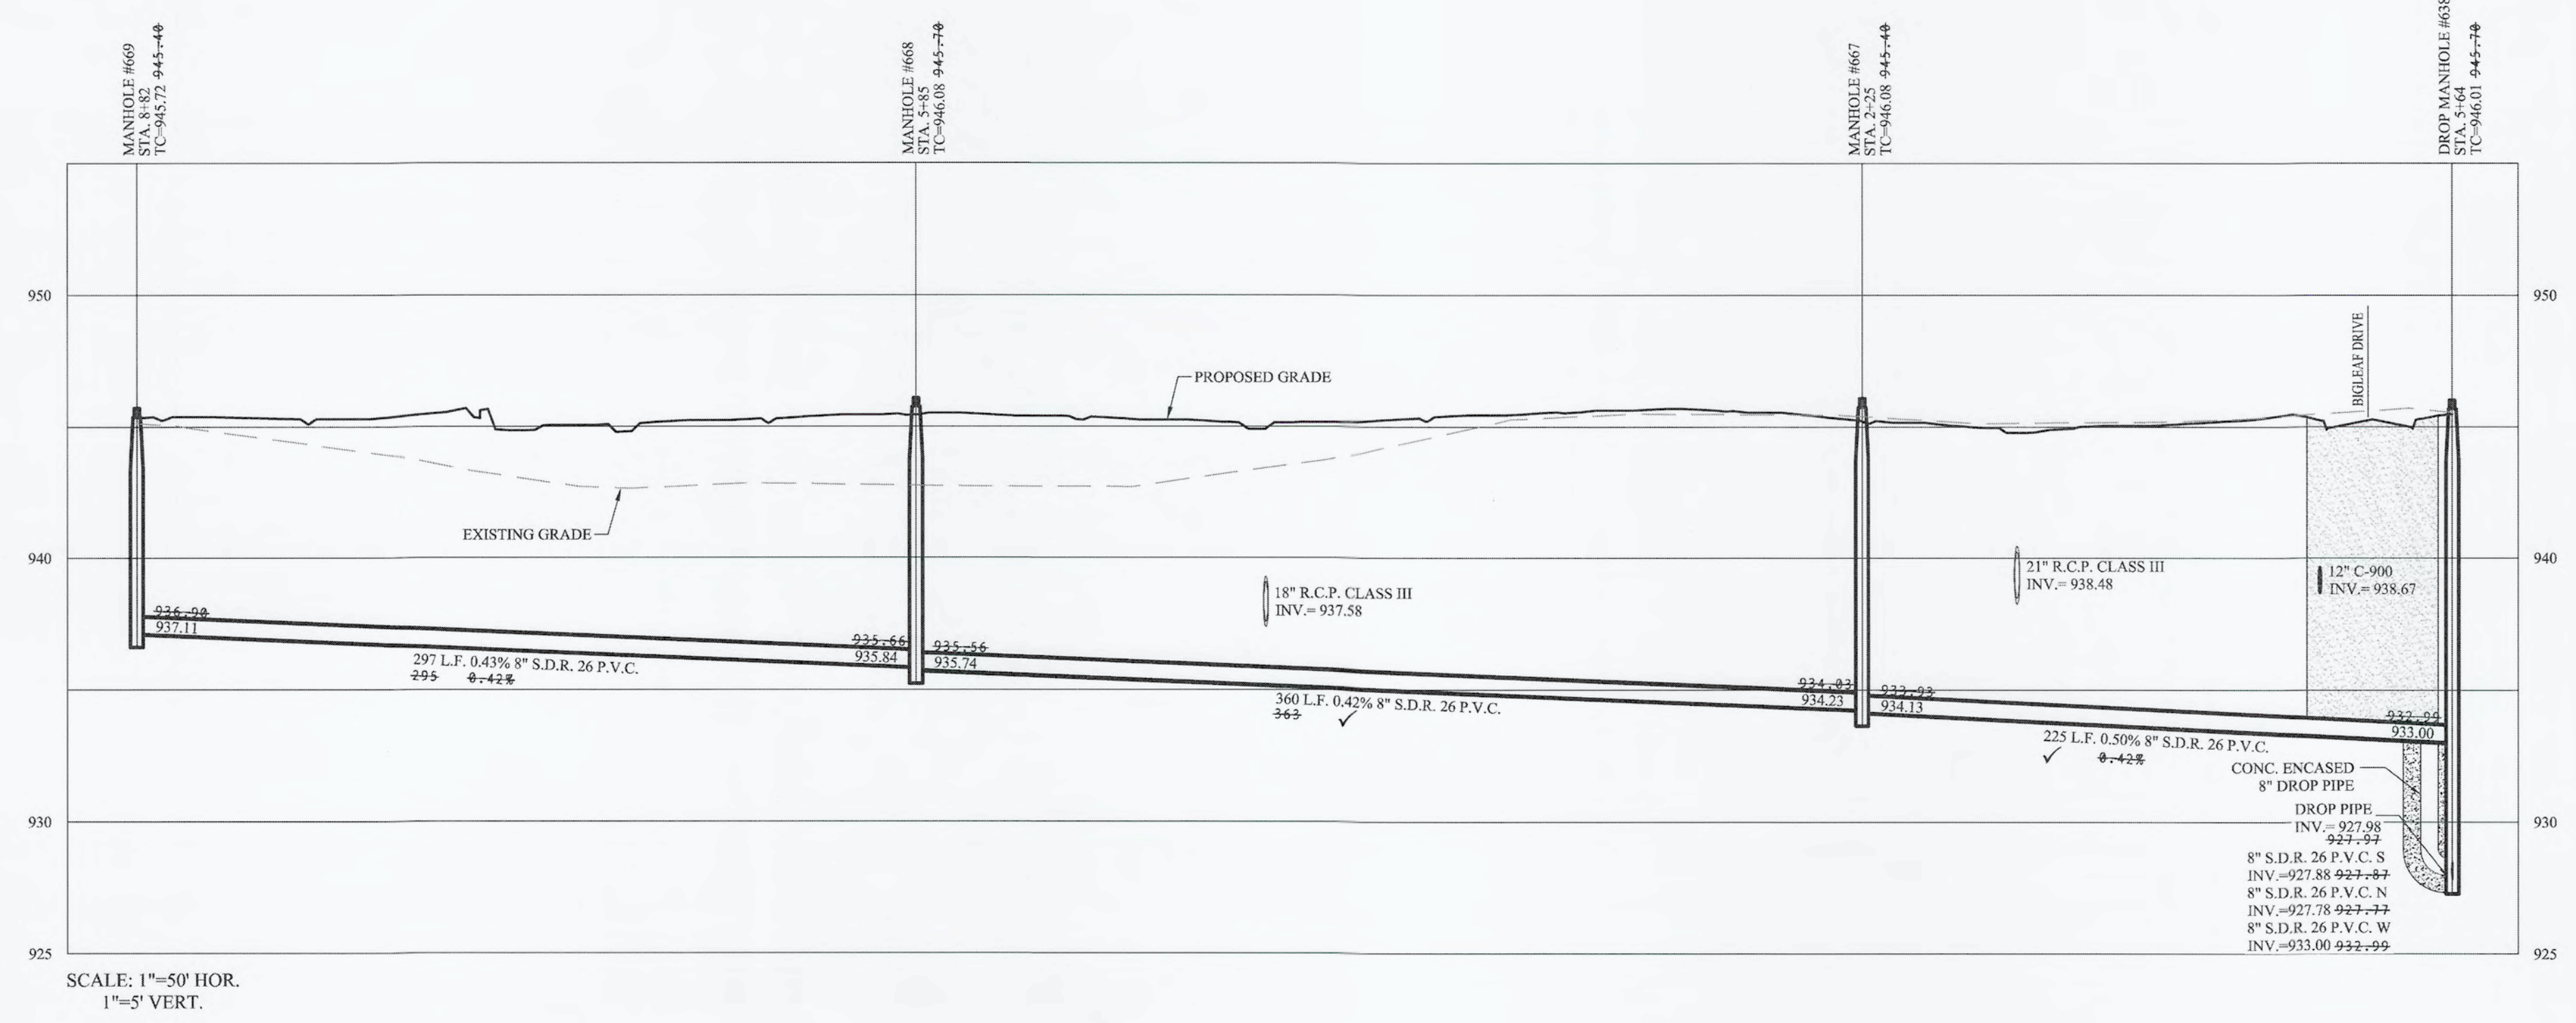 MANHOLE #669
STA. 8+82
TC=945.72 945.40
MANHOLE #668
STA. 5+85
TC=946.08 945.70
MANHOLE #667
STA. 2+25
TC=946.08 945.40
DROP MANHOLE #638
STA. 5+64
TC=946.01 945.70
950
950
BIGLEAF DRIVE
PROPOSED GRADE
EXISTING GRADE
940
940
18" R.C.P. CLASS III
INV.= 937.58
21" R.C.P. CLASS III
INV.= 938.48
12" C-900
INV.= 938.67
936.90
937.11
297 L.F. 0.43% 8" S.D.R. 26 P.V.C.
295 0.42%
935.66
935.84
935.56
935.74
360 L.F. 0.42% 8" S.D.R. 26 P.V.C.
363 ✓
934.03
934.23
933.93
934.13
225 L.F. 0.50% 8" S.D.R. 26 P.V.C.
✓ 0.42%
932.99
933.00
CONC. ENCASED
8" DROP PIPE
DROP PIPE
INV.= 927.98
927.97
8" S.D.R. 26 P.V.C. S
INV.=927.88 927.87
8" S.D.R. 26 P.V.C. N
INV.=927.78 927.77
8" S.D.R. 26 P.V.C. W
INV.=933.00 932.99
930
930
925
925
SCALE: 1"=50' HOR.
1"=5' VERT.